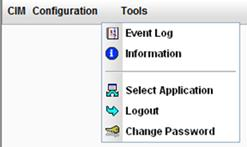 CIM Configuration Tools
Event Log
Information
Select Application
Logout
Change Password